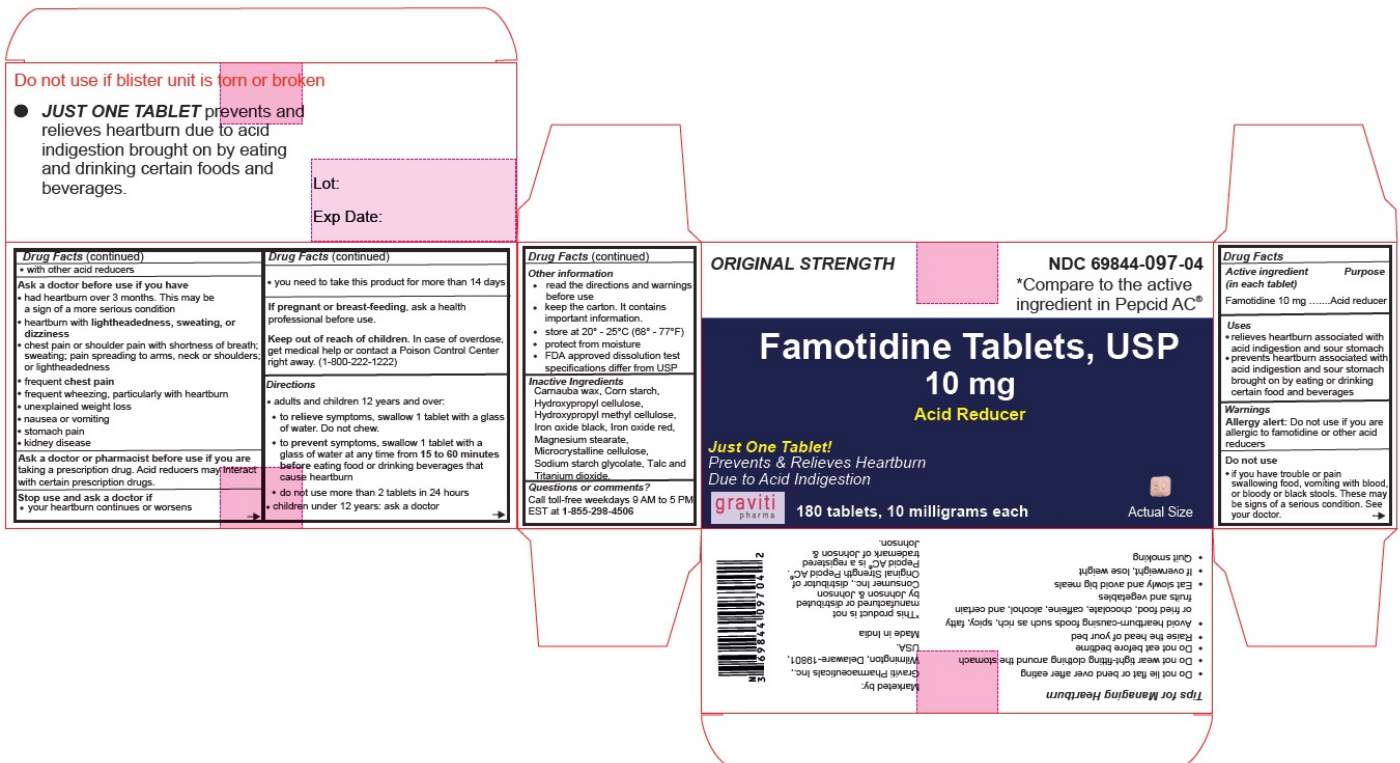 Do not use if blister unit is torn or broken
● JUST ONE TABLET prevents and
relieves heartburn due to acid
indigestion brought on by eating
and drinking certain foods and
beverages.
Lot:
Exp Date:
Drug Facts (continued)
• with other acid reducers
Ask a doctor before use if you have
• had heartburn over 3 months. This may be
a sign of a more serious condition
• heartburn with lightheadedness, sweating, or
dizziness
• chest pain or shoulder pain with shortness of breath;
sweating; pain spreading to arms, neck or shoulders;
or lightheadedness
• frequent chest pain
• frequent wheezing, particularly with heartburn
• unexplained weight loss
• nausea or vomiting
• stomach pain
• kidney disease
Ask a doctor or pharmacist before use if you are
taking a prescription drug. Acid reducers may interact
with certain prescription drugs.
Stop use and ask a doctor if
• your heartburn continues or worsens
Drug Facts (continued)
• you need to take this product for more than 14 days
If pregnant or breast-feeding, ask a health
professional before use.
Keep out of reach of children. In case of overdose,
get medical help or contact a Poison Control Center
right away. (1-800-222-1222)
Directions
• adults and children 12 years and over:
• to relieve symptoms, swallow 1 tablet with a glass
of water. Do not chew.
• to prevent symptoms, swallow 1 tablet with a
glass of water at any time from 15 to 60 minutes
before eating food or drinking beverages that
cause heartburn
• do not use more than 2 tablets in 24 hours
• children under 12 years: ask a doctor
Drug Facts (continued)
Other information
• read the directions and warnings
before use
• keep the carton. It contains
important information.
• store at 20° - 25°C (68° - 77°F)
• protect from moisture
• FDA approved dissolution test
specifications differ from USP
Inactive Ingredients
Carnauba wax, Corn starch,
Hydroxypropyl cellulose,
Hydroxypropyl methyl cellulose,
Iron oxide black, Iron oxide red,
Magnesium stearate,
Microcrystalline cellulose,
Sodium starch glycolate, Talc and
Titanium dioxide.
Questions or comments?
Call toll-free weekdays 9 AM to 5 PM
EST at 1-855-298-4506
ORIGINAL STRENGTH
NDC 69844-097-04
*Compare to the active
ingredient in Pepcid AC®
Famotidine Tablets, USP
10 mg
Acid Reducer
Just One Tablet!
Prevents & Relieves Heartburn
Due to Acid Indigestion
graviti
pharma
180 tablets, 10 milligrams each
Actual Size
Drug Facts
Active ingredient Purpose
(in each tablet)
Famotidine 10 mg .......Acid reducer
Uses
• relieves heartburn associated with
acid indigestion and sour stomach
• prevents heartburn associated with
acid indigestion and sour stomach
brought on by eating or drinking
certain food and beverages
Warnings
Allergy alert: Do not use if you are
allergic to famotidine or other acid
reducers
Do not use
• if you have trouble or pain
swallowing food, vomiting with blood,
or bloody or black stools. These may
be signs of a serious condition. See
your doctor.
Tips for Managing Heartburn
• Do not lie flat or bend over after eating
• Do not wear tight-fitting clothing around the stomach
• Do not eat before bedtime
• Raise the head of your bed
• Avoid heartburn-causing foods such as rich, spicy, fatty
or fried food, chocolate, caffeine, alcohol, and certain
fruits and vegetables
• Eat slowly and avoid big meals
• If overweight, lose weight
• Quit smoking
Marketed by:
Graviti Pharmaceuticals Inc.,
Wilmington, Delaware-19801,
USA.
Made in India
*This product is not
manufactured or distributed
by Johnson & Johnson
Consumer Inc., distributor of
Original Strength Pepcid AC®.
Pepcid AC® is a registered
trademark of Johnson &
Johnson.
N
3 69844 09704 2